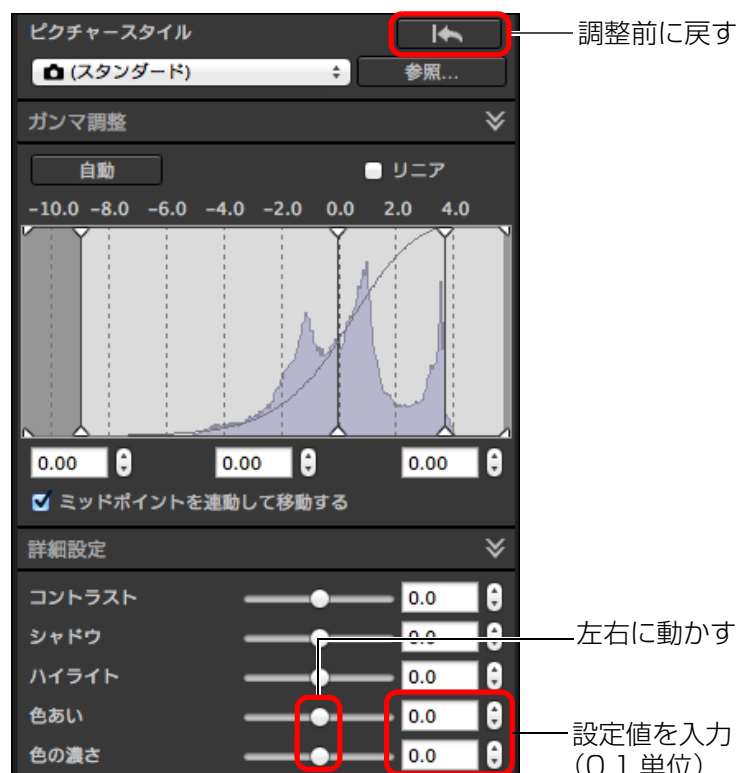 ピクチャースタイル
調整前に戻す
(スタンダード) 参照...
ガンマ調整
自動 リニア
-10.0 -8.0 -6.0 -4.0 -2.0 0.0 2.0 4.0
0.00 0.00 0.00
ミッドポイントを連動して移動する
詳細設定
コントラスト 0.0
シャドウ 0.0
左右に動かす
ハイライト 0.0
色あい 0.0
設定値を入力
色の濃さ 0.0
(0.1単位)